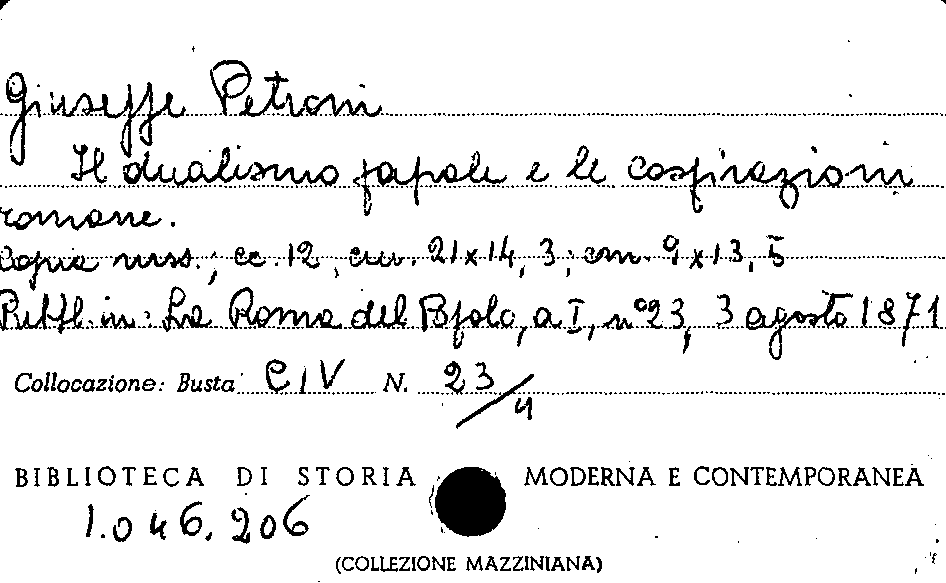 Giuseppe Petroni
Il dualismo papale e le cospirazioni
romane.
Copia mss., cc. 12, cm. 21x14, 3; cm. 9x13, 5
Pubbl. in: La Roma del Popolo, a I, n° 23, 3 agosto 1871
Collocazione: Busta CIV N. 23/4
BIBLIOTECA DI STORIA MODERNA E CONTEMPORANEA
1.046.206
(COLLEZIONE MAZZINIANA)